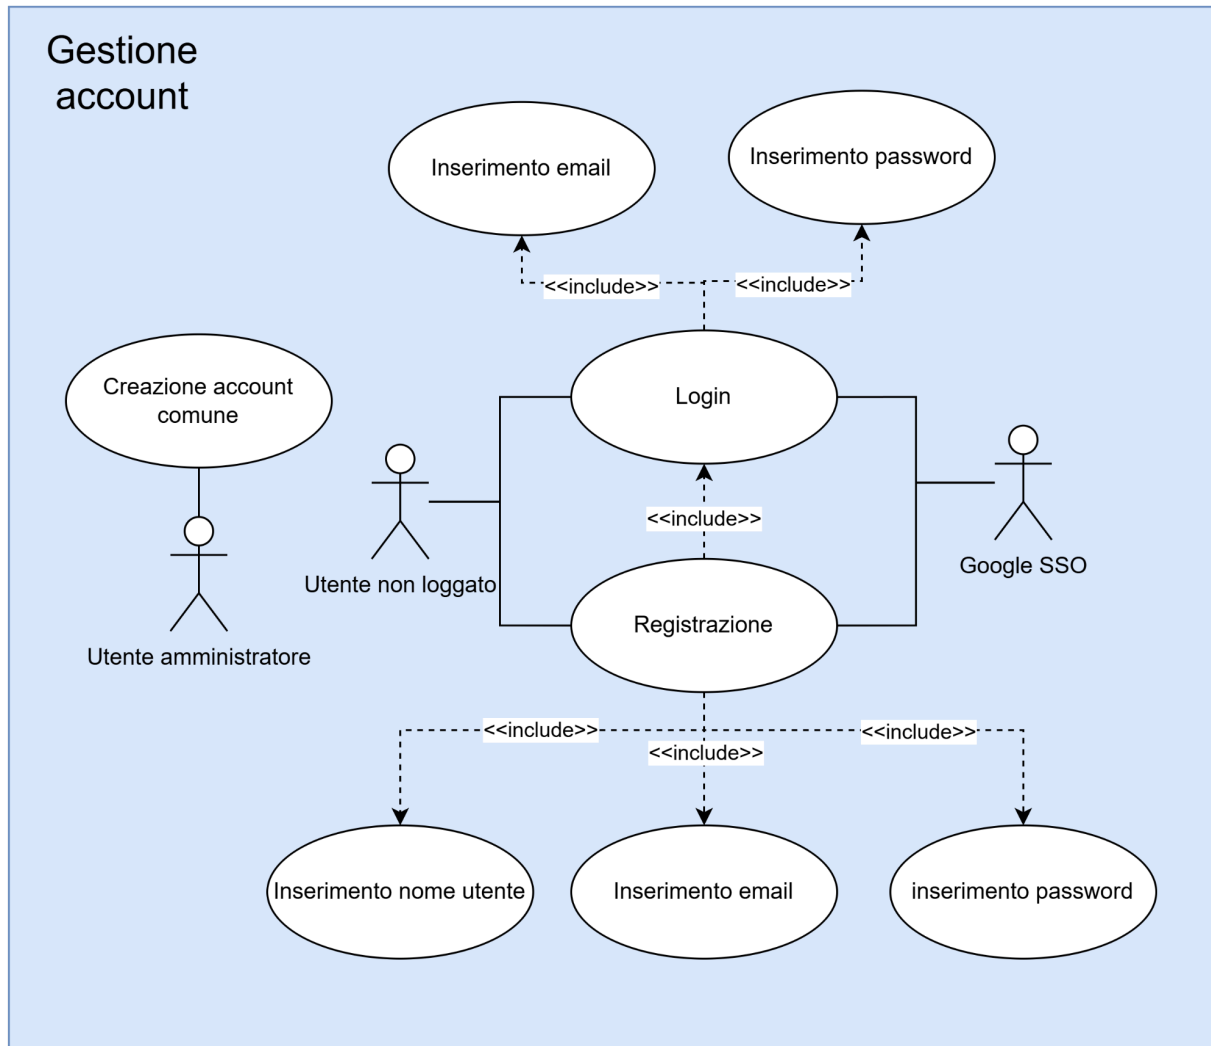 Gestione
account
Inserimento email
Inserimento password
<<include>>
<<include>>
Creazione account
comune
Login
<<include>>
Utente non loggato
Google SSO
Utente amministratore
Registrazione
<<include>>
<<include>>
<<include>>
Inserimento nome utente
Inserimento email
inserimento password